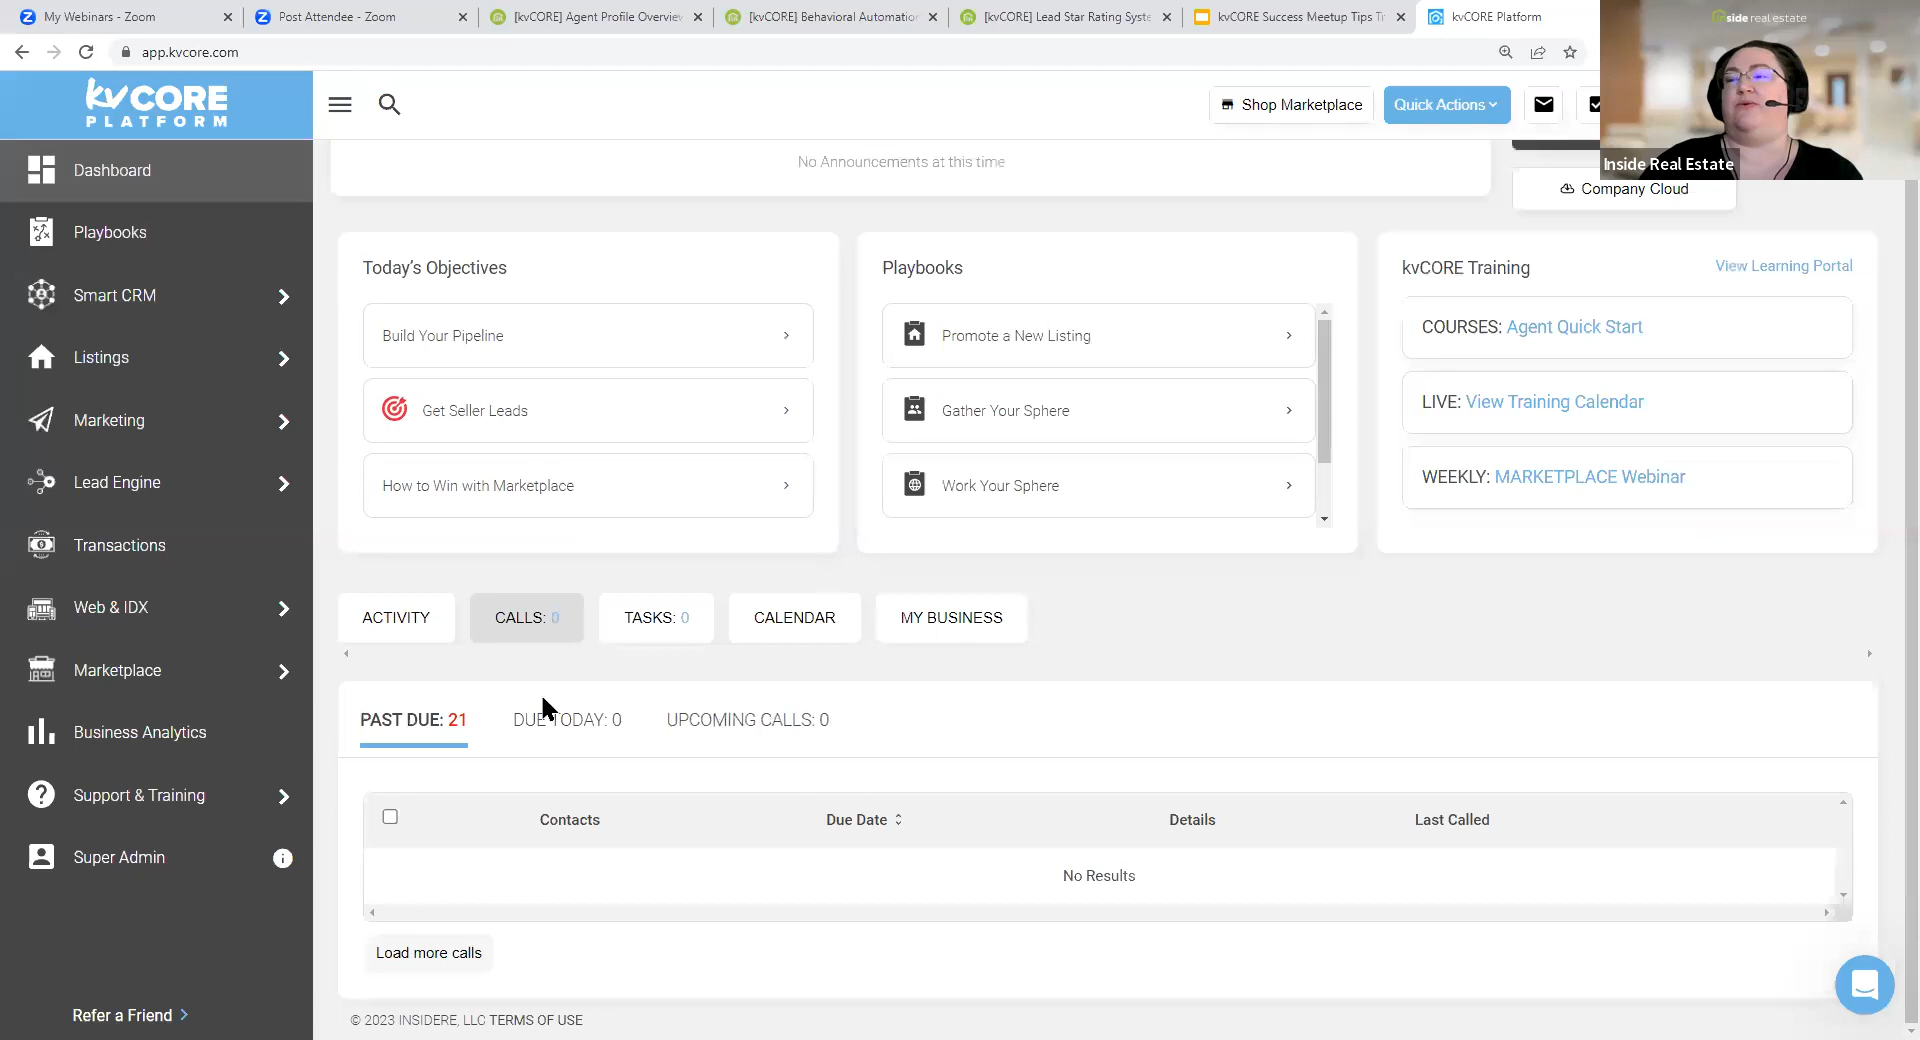 My Webinars - Zoom
Post Attendee - Zoom
[kvCORE] Agent Profile Overview
[kvCORE] Behavioral Automation
[kvCORE] Lead Star Rating Syste
kvCORE Success Meetup Tips Tr
kvCORE Platform
app.kvcore.com
inside real estate
kvCORE
PLATFORM
Shop Marketplace
Quick Actions
Inside Real Estate
Company Cloud
No Announcements at this time
Dashboard
Playbooks
Smart CRM
Listings
Marketing
Lead Engine
Transactions
Web & IDX
Marketplace
Business Analytics
Support & Training
Super Admin
Refer a Friend >
Today's Objectives
Build Your Pipeline
Get Seller Leads
How to Win with Marketplace
Playbooks
Promote a New Listing
Gather Your Sphere
Work Your Sphere
kvCORE Training
View Learning Portal
COURSES: Agent Quick Start
LIVE: View Training Calendar
WEEKLY: MARKETPLACE Webinar
ACTIVITY
CALLS: 0
TASKS: 0
CALENDAR
MY BUSINESS
PAST DUE: 21
DUE TODAY: 0
UPCOMING CALLS: 0
Contacts
Due Date
Details
Last Called
No Results
Load more calls
© 2023 INSIDERE, LLC TERMS OF USE